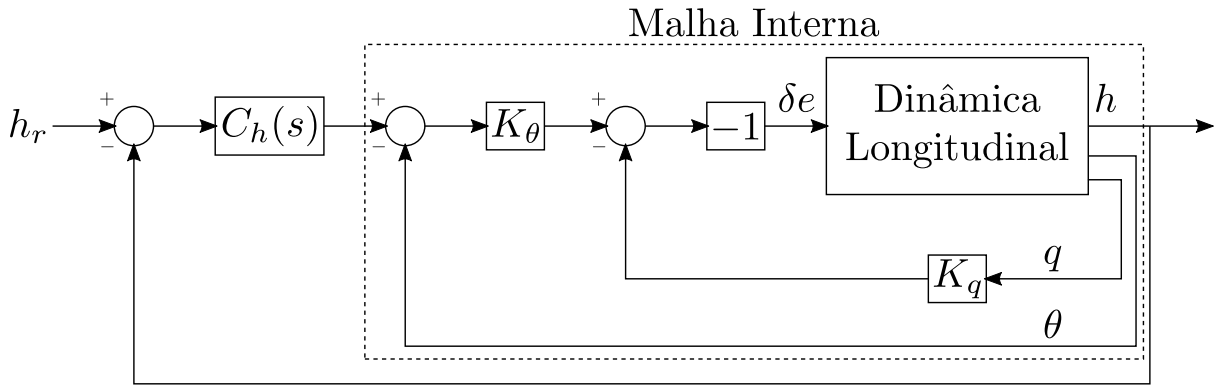 Malha Interna
+
+
+
δe
Dinâmica
h
h_r
C_h(s)
K_θ
−1
Longitudinal
−
−
−
q
K_q
θ